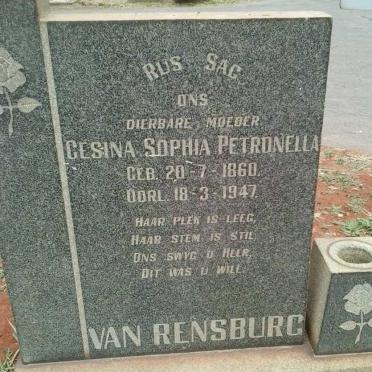 RUS SAG
ONS
DIERBARE MOEDER
GESINA SOPHIA PETRONELLA
GEB. 20-7-1860.
OORL. 18-3-1947.
HAAR PLEK IS LEEG,
HAAR STEM IS STIL
ONS SWYG O HEER,
DIT WAS U WIL.
VAN RENSBURG